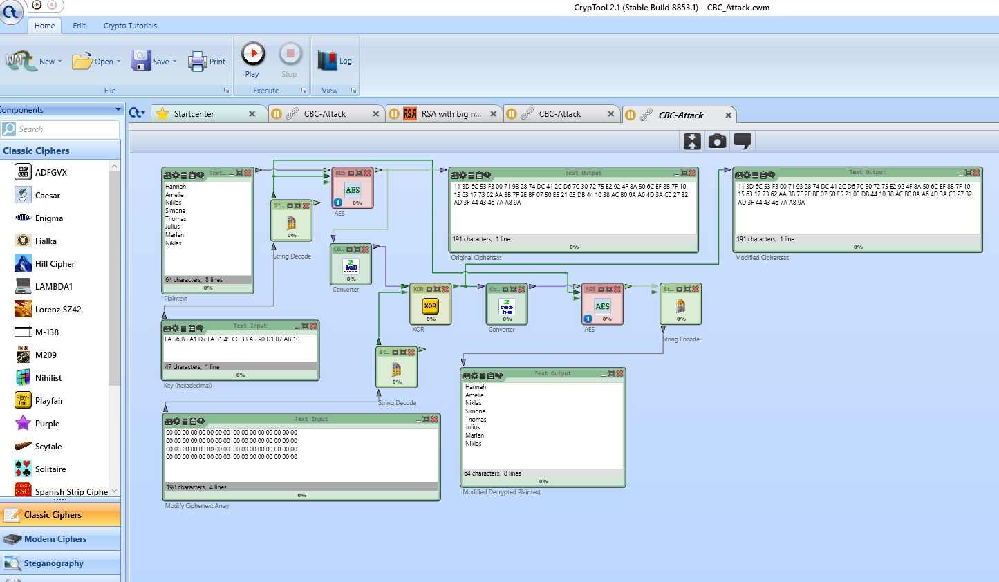 CrypTool 2.1 (Stable Build 8853.1) – CBC_Attack.cwm
Home Edit Crypto Tutorials
New Open Save Print Play Stop Log
File Execute View
Components
Startcenter CBC-Attack RSA with big n... CBC-Attack CBC-Attack
Search
Classic Ciphers
ADFGVX
Caesar
Enigma
Fialka
Hill Cipher
LAMBDA1
Lorenz SZ42
M-138
M209
Nihilist
Playfair
Purple
Scytale
Solitaire
Spanish Strip Ciphe
Classic Ciphers
Modern Ciphers
Steganography
Text...
Hannah
Amelie
Niklas
Simone
Thomas
Julius
Marlen
Niklas
64 characters, 8 lines
0%
Plaintext
St...
0%
String Decode
AES
AES
1 0%
AES
Text Output
11 3D 6C 53 F3 00 71 93 28 74 DC 41 2C D6 7C 30 72 75 E2 92 4F 8A 50 6C EF 8B 7F 10
15 63 17 73 62 AA 3B 7F 2E BF 07 50 E5 21 03 DB 44 10 38 AC B0 0A A6 4D 3A C0 27 32
AD 3F 44 43 46 7A A8 9A
191 characters, 1 line
0%
Original Ciphertext
Text Output
11 3D 6C 53 F3 00 71 93 28 74 DC 41 2C D6 7C 30 72 75 E2 92 4F 8A 50 6C EF 8B 7F 10
15 63 17 73 62 AA 3B 7F 2E BF 07 50 E5 21 03 DB 44 10 38 AC B0 0A A6 4D 3A C0 27 32
AD 3F 44 43 46 7A A8 9A
191 characters, 1 line
0%
Modified Ciphertext
Co...
0%
Converter
XOR
XOR
0%
XOR
Co...
0%
Converter
AES
AES
1 0%
AES
St...
0%
String Encode
Text Input
FA 56 B3 A1 D7 FA 31 45 CC 33 A5 90 D1 B7 AB 10
47 characters, 1 line
0%
Key (hexadecimal)
St...
0%
String Decode
Text Input
00 00 00 00 00 00 00 00 00 00 00 00 00 00 00 00
00 00 00 00 00 00 00 00 00 00 00 00 00 00 00 00
00 00 00 00 00 00 00 00 00 00 00 00 00 00 00 00
00 00 00 00 00 00 00 00 00 00 00 00 00 00 00 00
198 characters, 4 lines
0%
Modify Ciphertext Array
Text Output
Hannah
Amelie
Niklas
Simone
Thomas
Julius
Marlen
Niklas
64 characters, 8 lines
0%
Modified Decrypted Plaintext